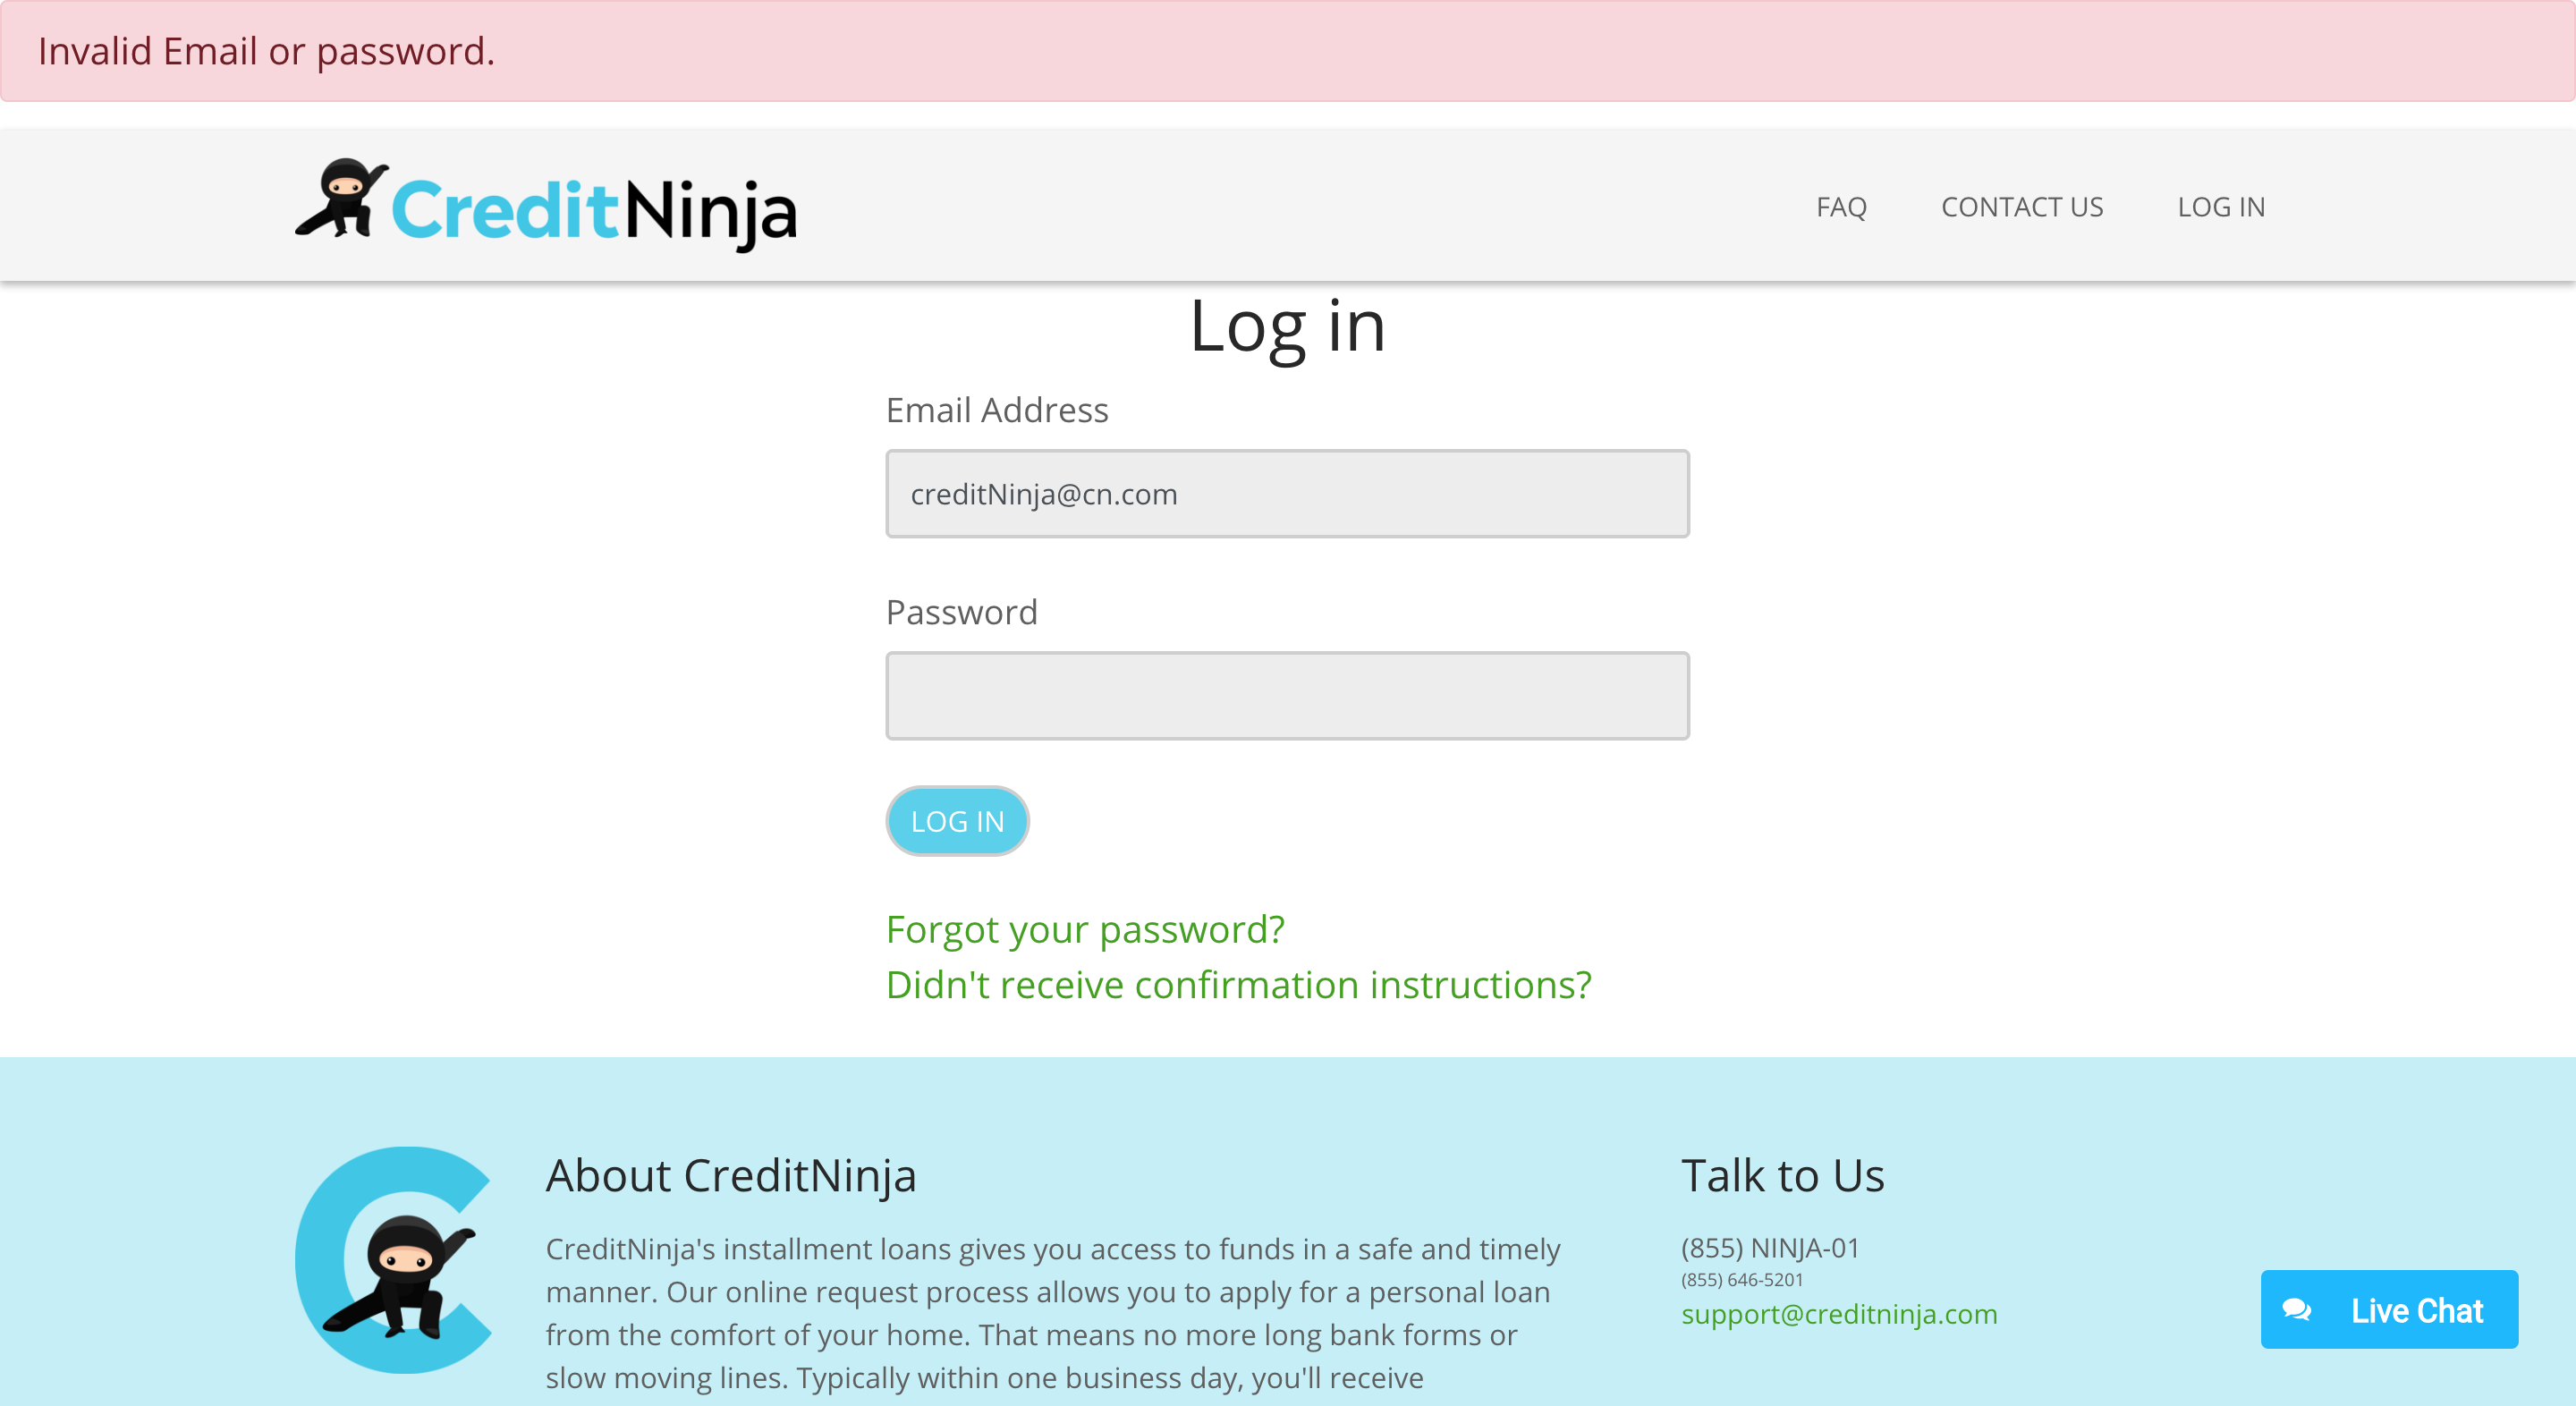 Invalid Email or password.
CreditNinja
FAQ
CONTACT US
LOG IN
Log in
Email Address
creditNinja@cn.com
Password
LOG IN
Forgot your password?
Didn't receive confirmation instructions?
About CreditNinja
CreditNinja's installment loans gives you access to funds in a safe and timely
manner. Our online request process allows you to apply for a personal loan
from the comfort of your home. That means no more long bank forms or
slow moving lines. Typically within one business day, you'll receive
Talk to Us
(855) NINJA-01
(855) 646-5201
support@creditninja.com
Live Chat